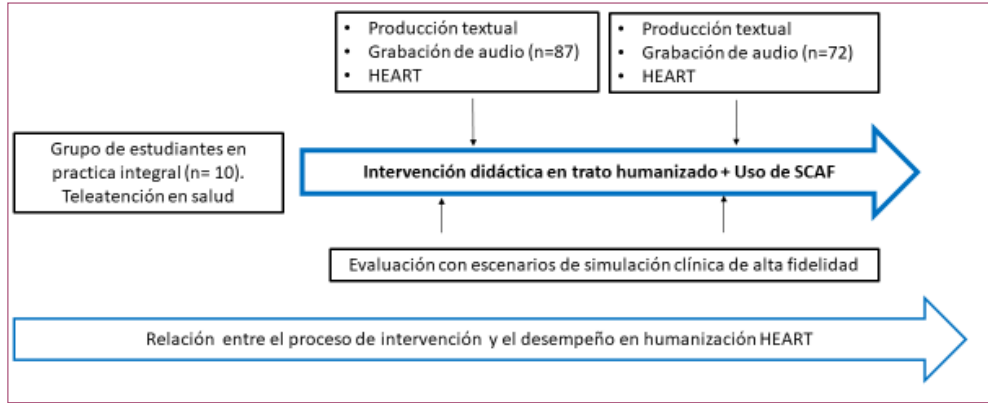 • Producción textual
• Grabación de audio (n=87)
• HEART
• Producción textual
• Grabación de audio (n=72)
• HEART
Grupo de estudiantes en
practica integral (n= 10).
Teleatención en salud
Intervención didáctica en trato humanizado + Uso de SCAF
Evaluación con escenarios de simulación clínica de alta fidelidad
Relación entre el proceso de intervención y el desempeño en humanización HEART